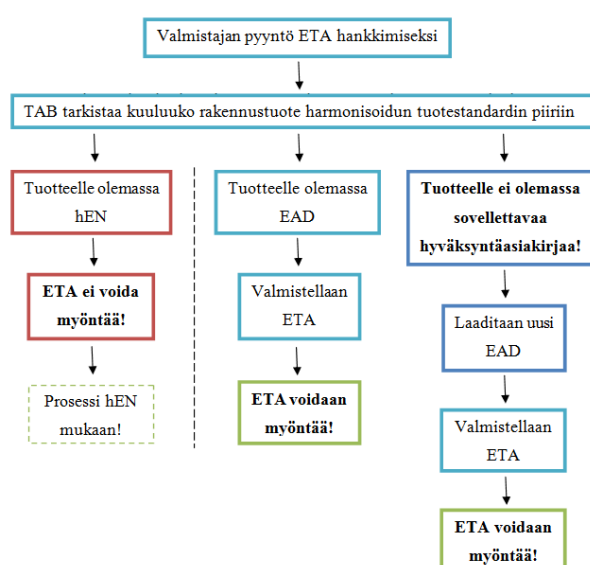 Valmistajan pyyntö ETA hankkimiseksi
TAB tarkistaa kuuluuko rakennustuote harmonisoidun tuotestandardin piiriin
Tuotteelle olemassa
hEN
ETA ei voida
myöntää!
Prosessi hEN
mukaan!
Tuotteelle olemassa
EAD
Valmistellaan
ETA
ETA voidaan
myöntää!
Tuotteelle ei olemassa
sovellettavaa
hyväksyntäasiakirjaa!
Laaditaan uusi
EAD
Valmistellaan
ETA
ETA voidaan
myöntää!